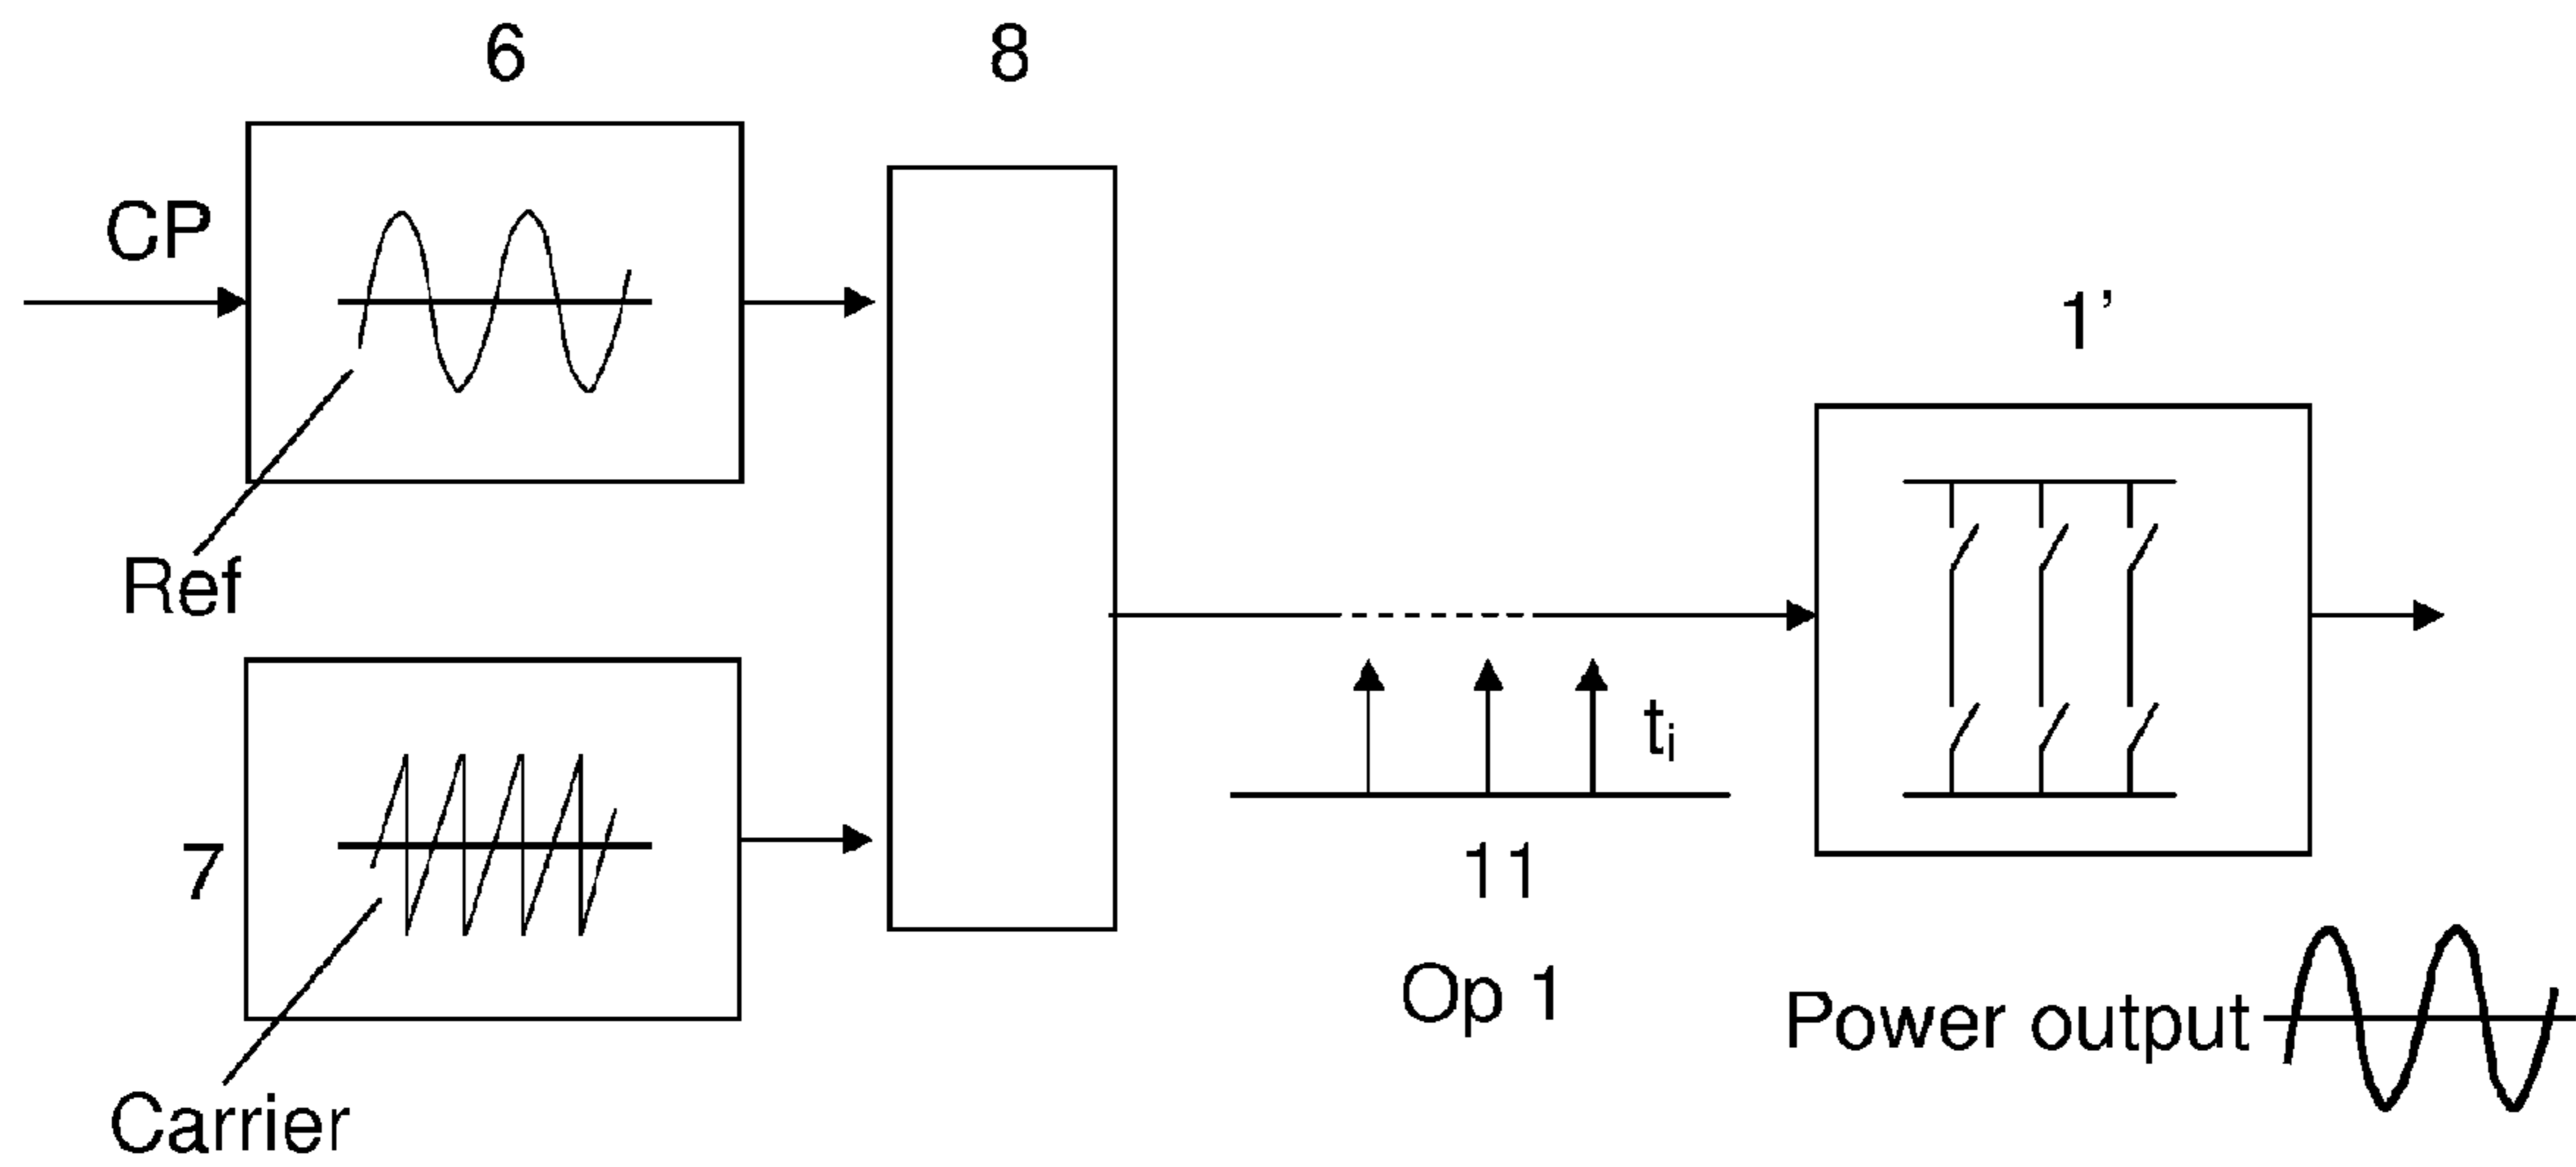 6
8
CP
1’
Ref
tᵢ
7
11
Op 1
Power output
Carrier